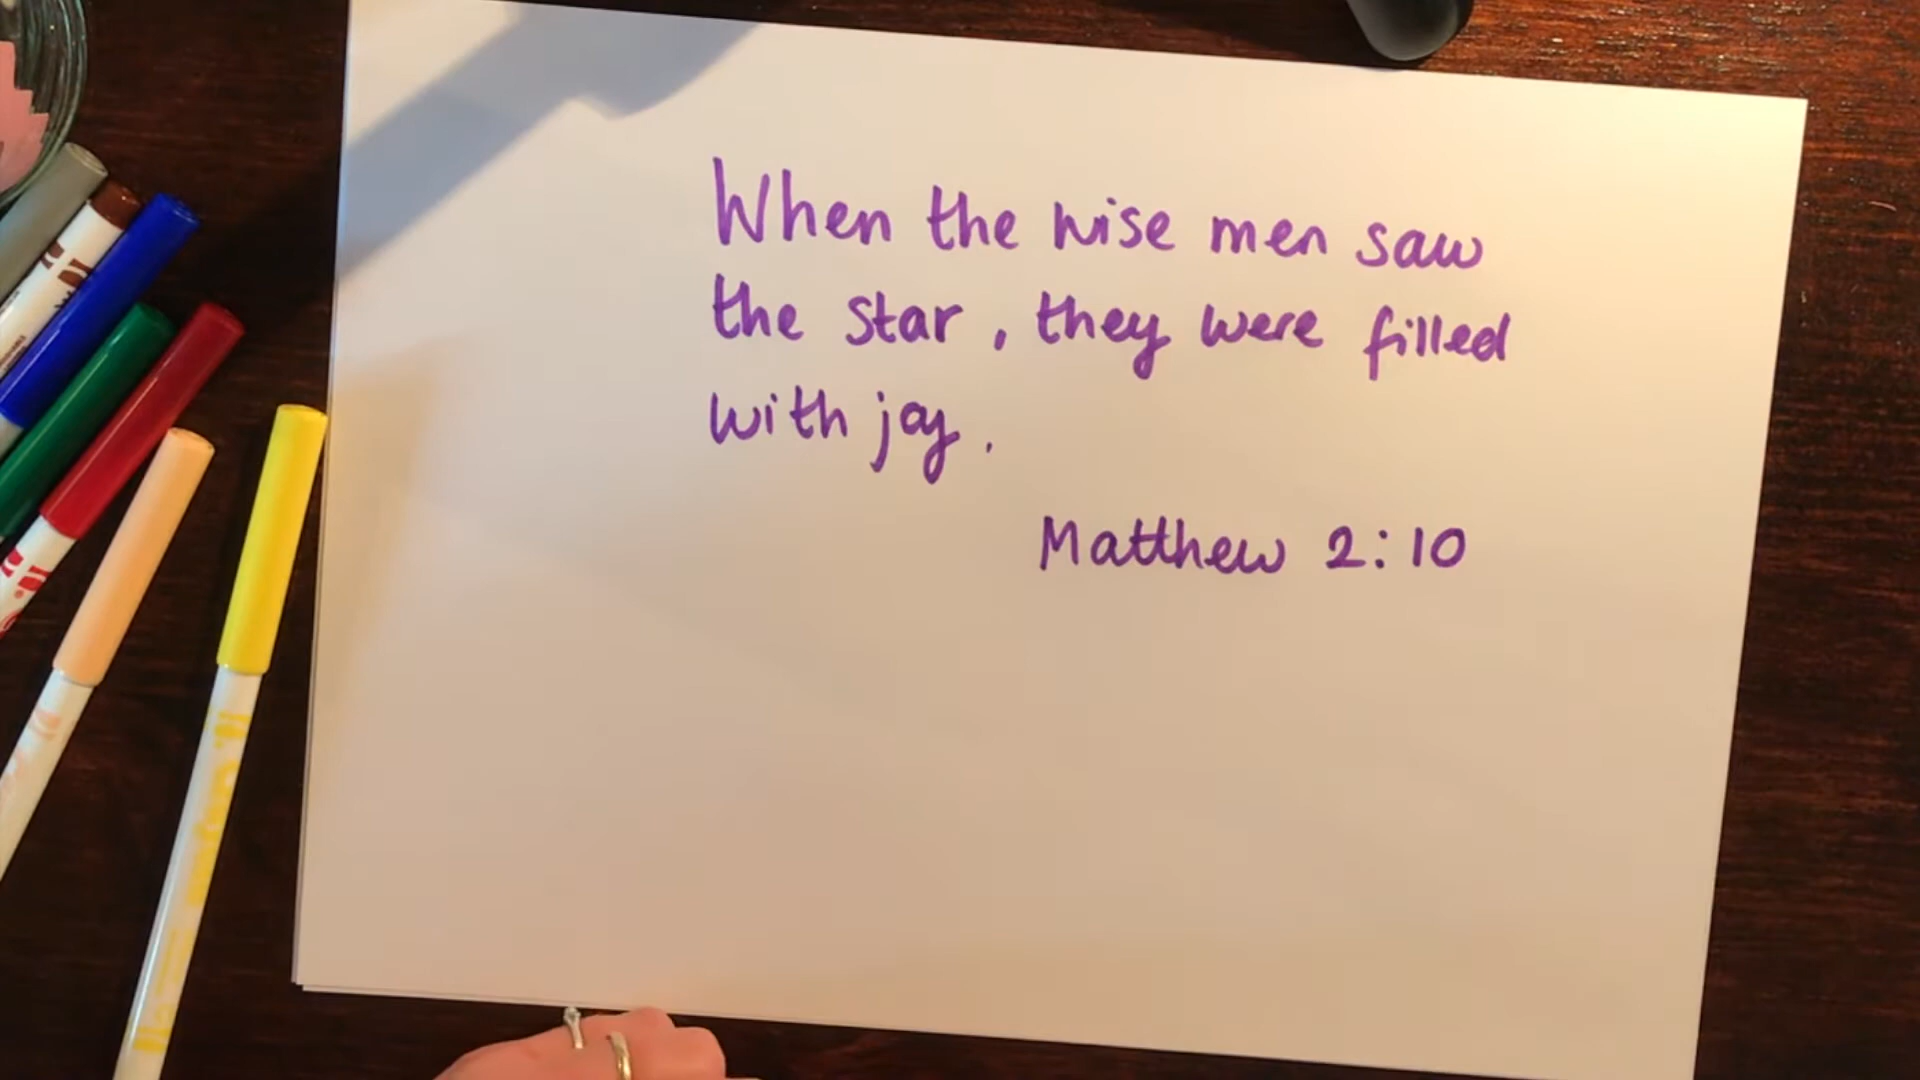 When the wise men saw
the star, they were filled
with joy.
Matthew 2:10